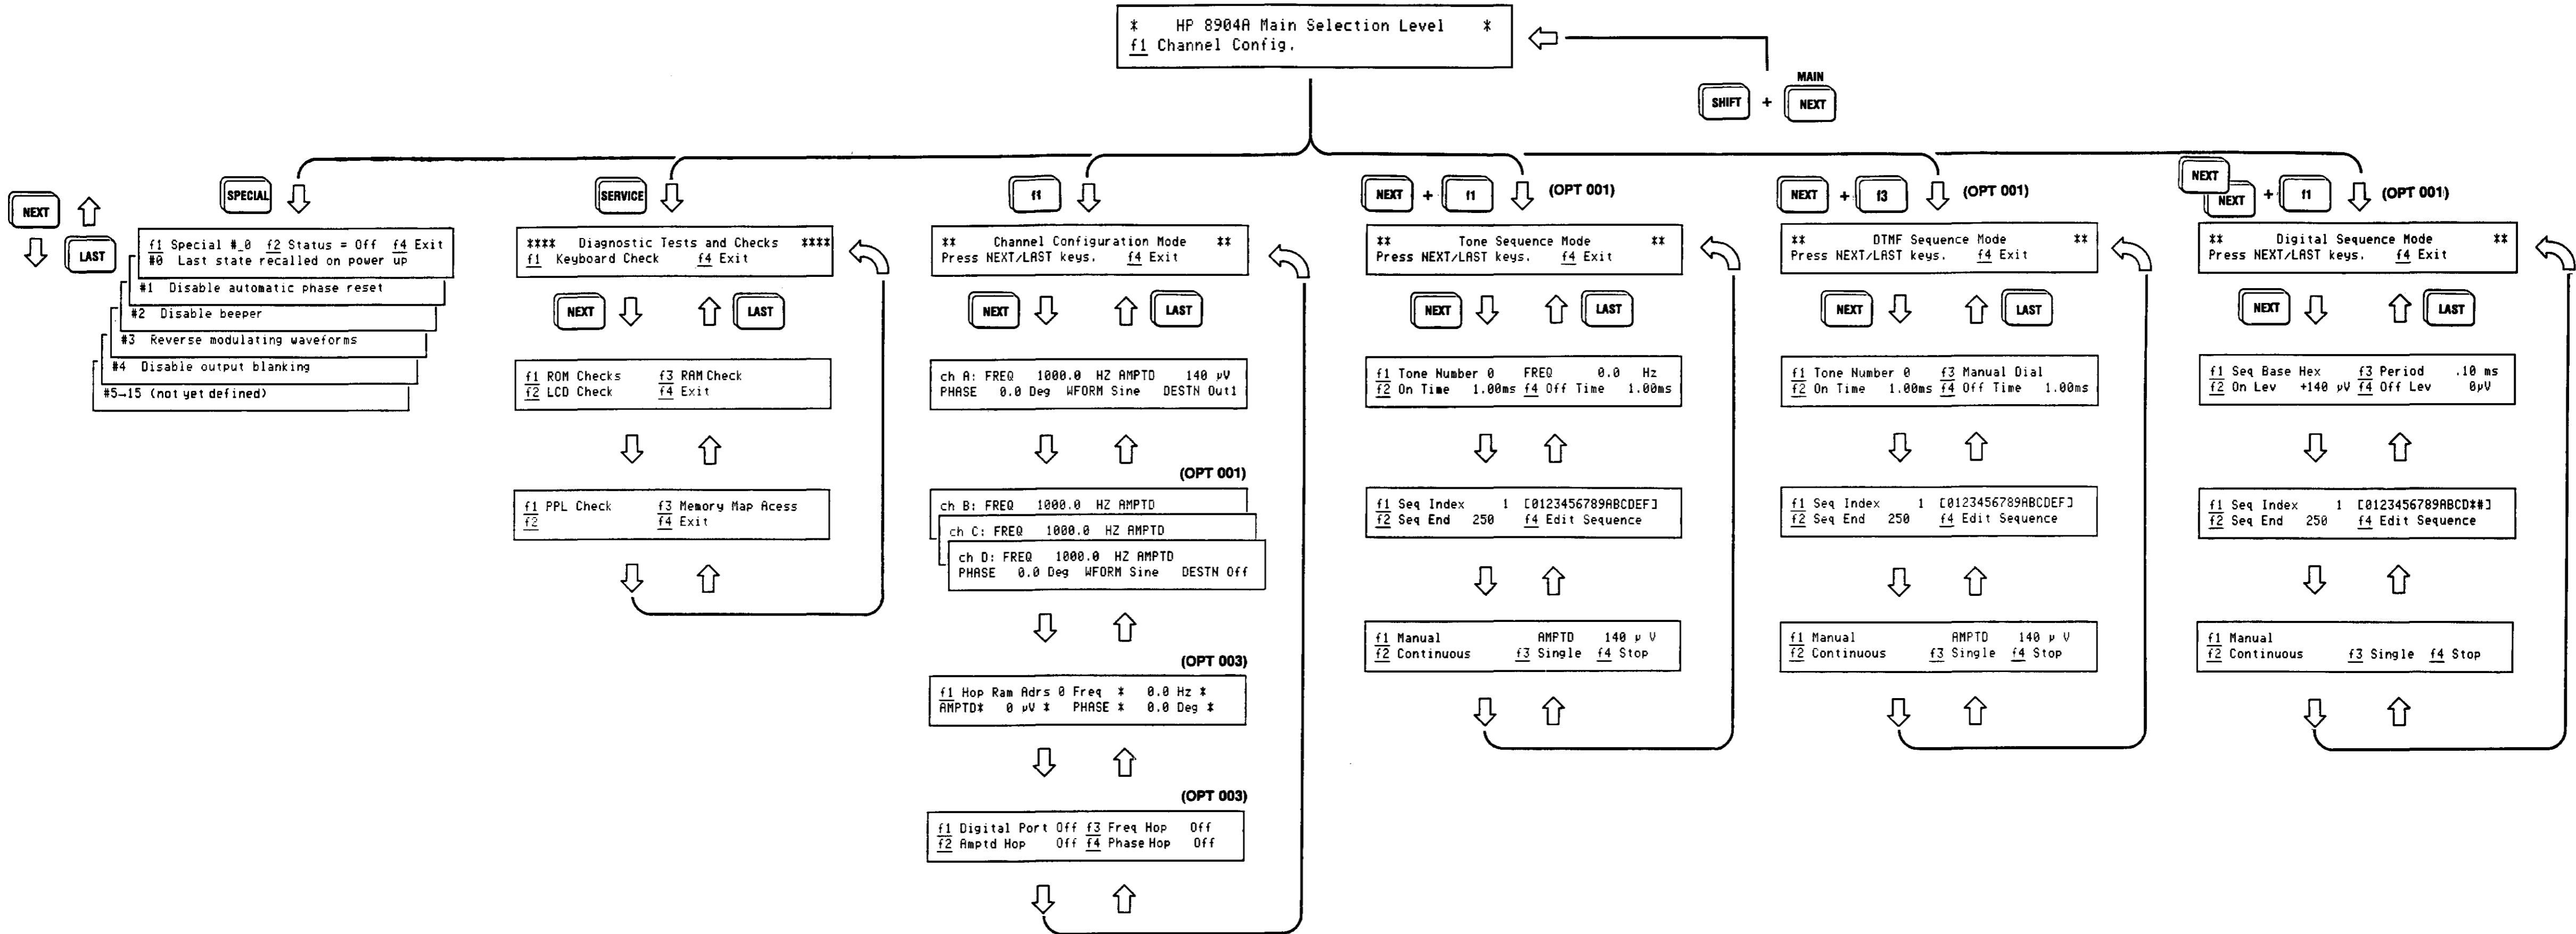 * HP 8904A Main Selection Level *
f1 Channel Config.
MAIN
SHIFT + NEXT
NEXT
LAST
SPECIAL
f1 Special #_0 f2 Status = Off f4 Exit
#0 Last state recalled on power up
#1 Disable automatic phase reset
#2 Disable beeper
#3 Reverse modulating waveforms
#4 Disable output blanking
#5→15 (not yet defined)
SERVICE
**** Diagnostic Tests and Checks ****
f1 Keyboard Check f4 Exit
NEXT LAST
f1 ROM Checks f3 RAM Check
f2 LCD Check f4 Exit
f1 PPL Check f3 Memory Map Acess
f2 f4 Exit
f1
** Channel Configuration Mode **
Press NEXT/LAST keys. f4 Exit
NEXT LAST
ch A: FREQ 1000.0 HZ AMPTD 140 µV
PHASE 0.0 Deg WFORM Sine DESTN Out1
(OPT 001)
ch B: FREQ 1000.0 HZ AMPTD
ch C: FREQ 1000.0 HZ AMPTD
ch D: FREQ 1000.0 HZ AMPTD
PHASE 0.0 Deg WFORM Sine DESTN Off
(OPT 003)
f1 Hop Ram Adrs 0 Freq * 0.0 Hz *
AMPTD* 0 µV * PHASE * 0.0 Deg *
(OPT 003)
f1 Digital Port Off f3 Freq Hop Off
f2 Amptd Hop Off f4 Phase Hop Off
NEXT + f1 (OPT 001)
** Tone Sequence Mode **
Press NEXT/LAST keys. f4 Exit
NEXT LAST
f1 Tone Number 0 FREQ 0.0 Hz
f2 On Time 1.00ms f4 Off Time 1.00ms
f1 Seq Index 1 [0123456789ABCDEF]
f2 Seq End 250 f4 Edit Sequence
f1 Manual AMPTD 140 µ V
f2 Continuous f3 Single f4 Stop
NEXT + f3 (OPT 001)
** DTMF Sequence Mode **
Press NEXT/LAST keys. f4 Exit
NEXT LAST
f1 Tone Number 0 f3 Manual Dial
f2 On Time 1.00ms f4 Off Time 1.00ms
f1 Seq Index 1 [0123456789ABCDEF]
f2 Seq End 250 f4 Edit Sequence
f1 Manual AMPTD 140 µ V
f2 Continuous f3 Single f4 Stop
NEXT
NEXT + f1 (OPT 001)
** Digital Sequence Mode **
Press NEXT/LAST keys. f4 Exit
NEXT LAST
f1 Seq Base Hex f3 Period .10 ms
f2 On Lev +140 µV f4 Off Lev 0µV
f1 Seq Index 1 [0123456789ABCD*#]
f2 Seq End 250 f4 Edit Sequence
f1 Manual
f2 Continuous f3 Single f4 Stop